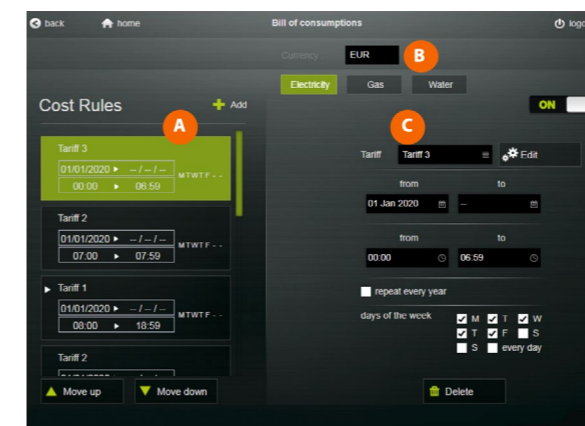 back home Bill of consumptions logo
Currency EUR B
Electricity Gas Water
Cost Rules Add ON
A C
Tariff 3
01/01/2020 --/--/--
00:00 06:59 MTWTF--
Tariff 2
01/01/2020 --/--/--
07:00 07:59 MTWTF--
Tariff 1
01/01/2020 --/--/--
08:00 18:59 MTWTF--
Tariff 2
Move up Move down
Tariff Tariff 3 Edit
from to
01 Jan 2020 --
from to
00:00 06:59
repeat every year
days of the week M T W
T F S
S every day
Delete